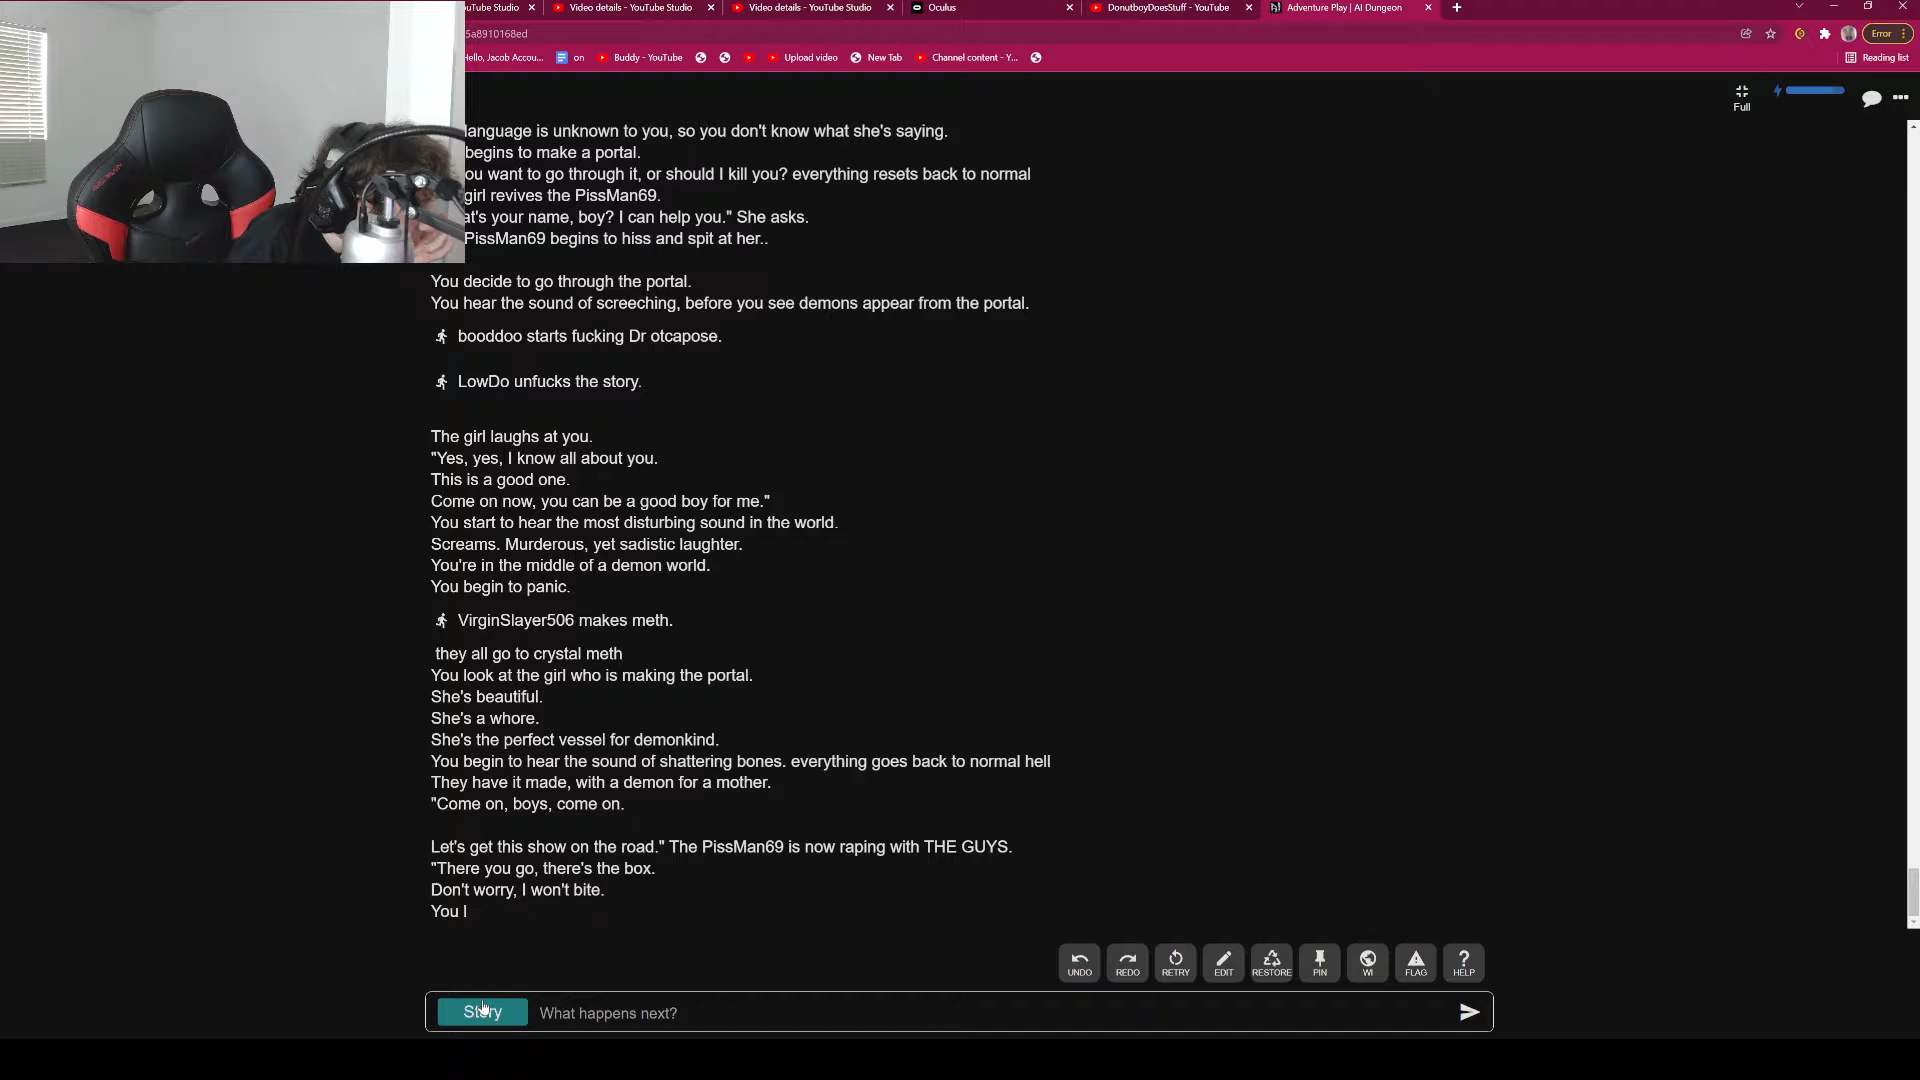 uTube Studio
Video details - YouTube Studio
Video details - YouTube Studio
Oculus
DonutboyDoesStuff - YouTube
Adventure Play | AI Dungeon
5a8910168ed
Error
Hello, Jacob Accou...
on
Buddy - YouTube
Upload video
New Tab
Channel content - Y...
Reading list
Full
language is unknown to you, so you don't know what she's saying.
begins to make a portal.
ou want to go through it, or should I kill you? everything resets back to normal
girl revives the PissMan69.
at's your name, boy? I can help you." She asks.
PissMan69 begins to hiss and spit at her..
You decide to go through the portal.
You hear the sound of screeching, before you see demons appear from the portal.
booddoo starts fucking Dr otcapose.
LowDo unfucks the story.
The girl laughs at you.
"Yes, yes, I know all about you.
This is a good one.
Come on now, you can be a good boy for me."
You start to hear the most disturbing sound in the world.
Screams. Murderous, yet sadistic laughter.
You're in the middle of a demon world.
You begin to panic.
VirginSlayer506 makes meth.
they all go to crystal meth
You look at the girl who is making the portal.
She's beautiful.
She's a whore.
She's the perfect vessel for demonkind.
You begin to hear the sound of shattering bones. everything goes back to normal hell
They have it made, with a demon for a mother.
"Come on, boys, come on.
Let's get this show on the road." The PissMan69 is now raping with THE GUYS.
"There you go, there's the box.
Don't worry, I won't bite.
You l
UNDO
REDO
RETRY
EDIT
RESTORE
PIN
WI
FLAG
HELP
Story
What happens next?